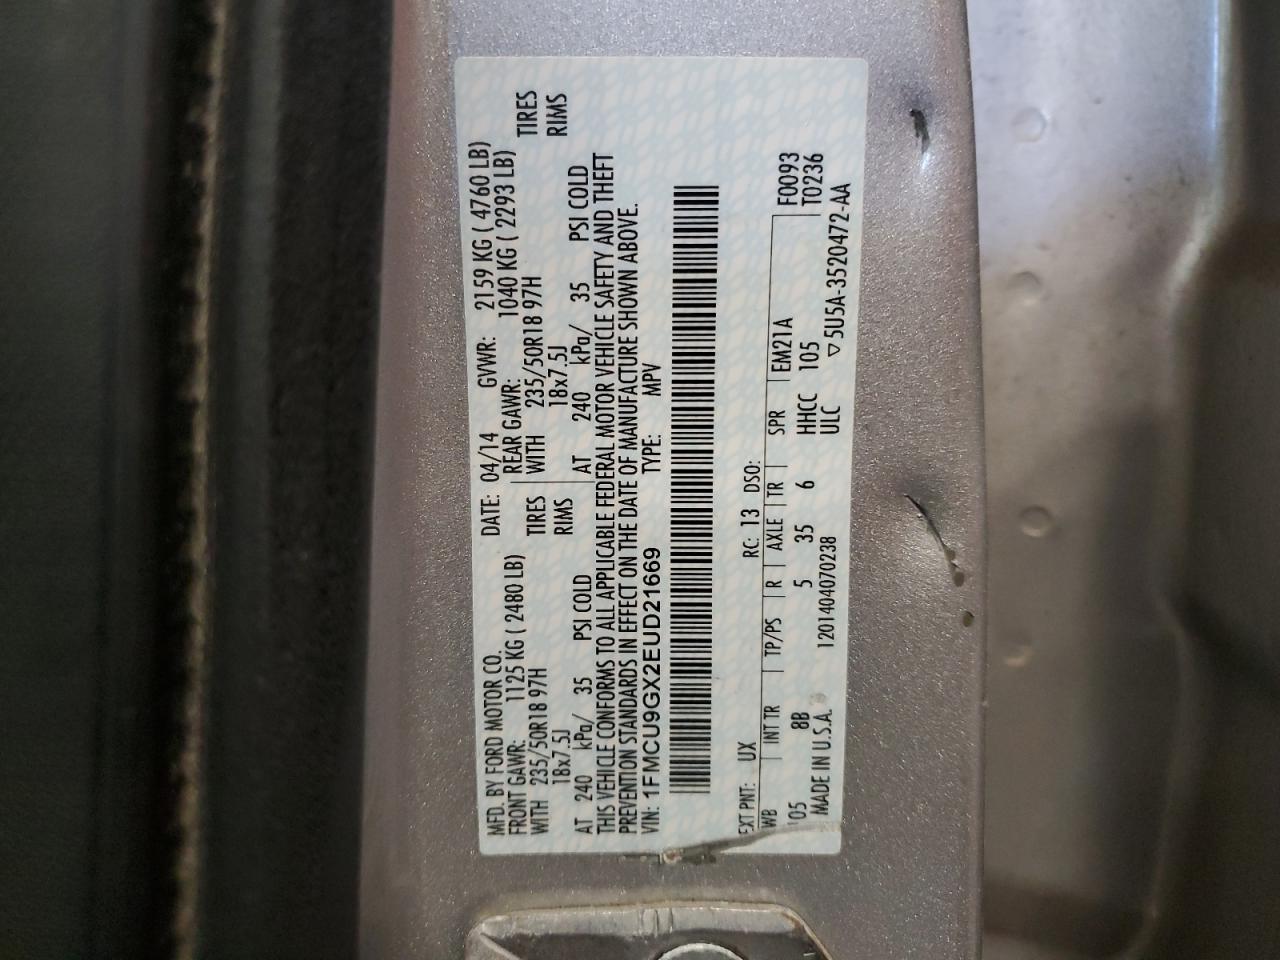 MFD. BY FORD MOTOR CO. DATE: 04/14 GVWR: 2159 KG ( 4760 LB)
FRONT GAWR: 1125 KG ( 2480 LB) REAR GAWR: 1040 KG ( 2293 LB)
WITH 235/50R18 97H TIRES WITH 235/50R18 97H TIRES
18x7.5J RIMS 18x7.5J RIMS
AT 240 kPa/ 35 PSI COLD AT 240 kPa/ 35 PSI COLD
THIS VEHICLE CONFORMS TO ALL APPLICABLE FEDERAL MOTOR VEHICLE SAFETY AND THEFT
PREVENTION STANDARDS IN EFFECT ON THE DATE OF MANUFACTURE SHOWN ABOVE.
VIN: 1FMCU9GX2EUD21669 TYPE: MPV
EXT PNT: UX RC: 13 DSO:
WB INT TR TP/PS R AXLE TR SPR EM21A F0093
105 8B 5 35 6 HHCC 105 T0236
MADE IN U.S.A. 1201404070238 ULC ▽5U5A-3520472-AA